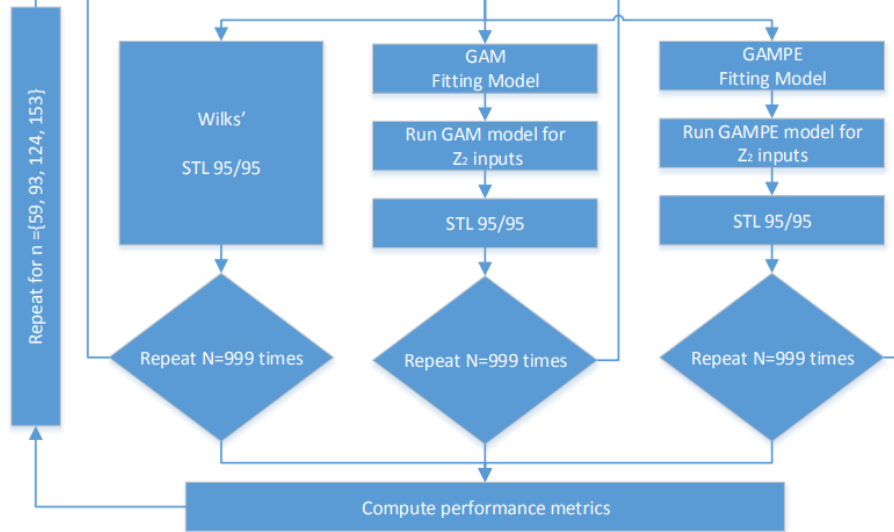 Repeat for n ={59, 93, 124, 153}
Wilks’
STL 95/95
GAM
Fitting Model
Run GAM model for
Z₂ inputs
STL 95/95
GAMPE
Fitting Model
Run GAMPE model for
Z₂ inputs
STL 95/95
Repeat N=999 times
Repeat N=999 times
Repeat N=999 times
Compute performance metrics